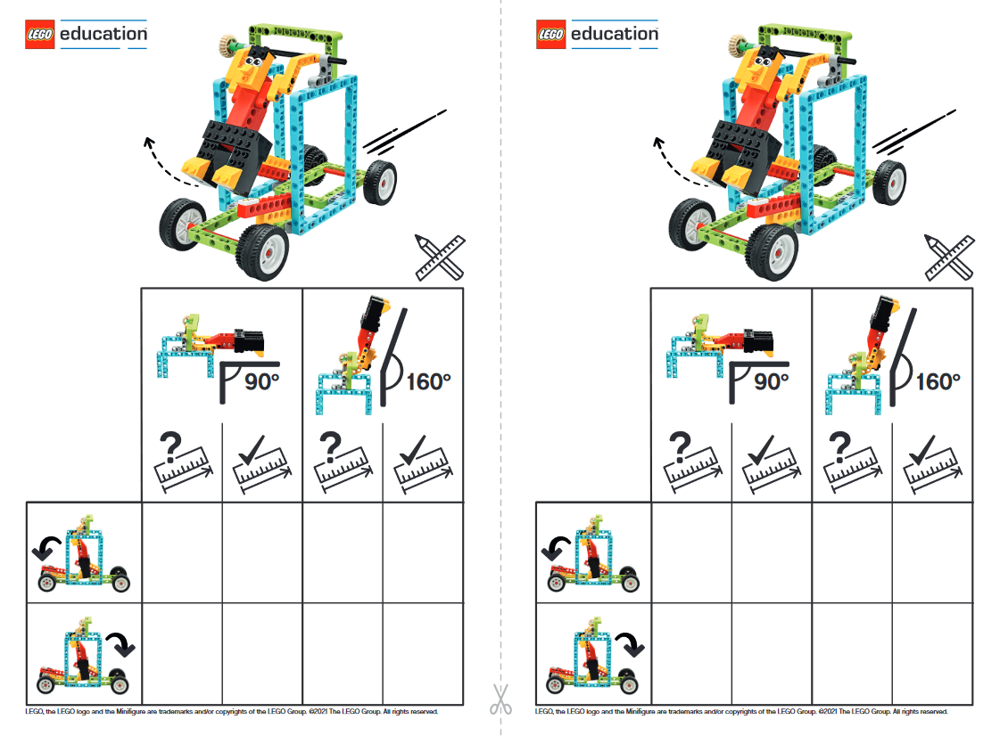 LEGO education
90°
160°
?
?
LEGO, the LEGO logo and the Minifigure are trademarks and/or copyrights of the LEGO Group. ©2021 The LEGO Group. All rights reserved.
LEGO education
90°
160°
?
?
LEGO, the LEGO logo and the Minifigure are trademarks and/or copyrights of the LEGO Group. ©2021 The LEGO Group. All rights reserved.